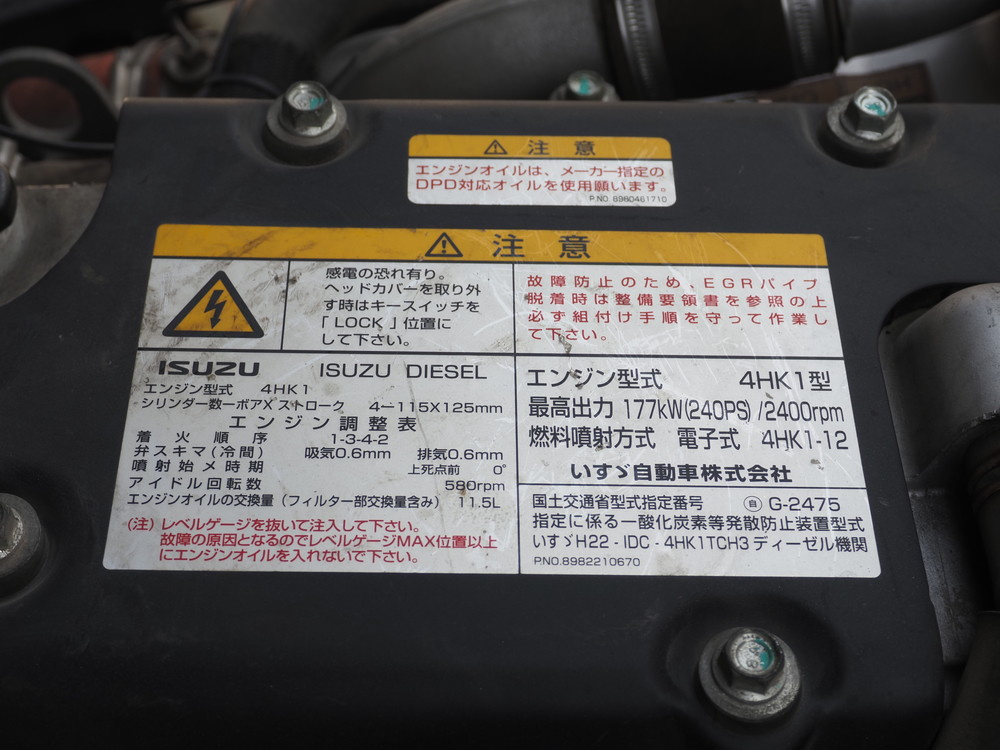 ⚠ 注意
エンジンオイルは、メーカー指定の
DPD対応オイルを使用願います。
P.NO. 8980461710
⚠ 注意
感電の恐れ有り。
ヘッドカバーを取り外
す時はキースイッチを
「LOCK」位置に
して下さい。
故障防止のため、EGRパイプ
脱着時は整備要領書を参照の上
必ず組付け手順を守って作業し
て下さい。
ISUZU ISUZU DIESEL
エンジン型式 4HK1
シリンダー数ーボアXストローク 4-115X125mm
エンジン調整表
着火順序 1-3-4-2
弁スキマ(冷間) 吸気0.6mm 排気0.6mm
噴射始メ時期 上死点前 0°
アイドル回転数 580rpm
エンジンオイルの交換量(フィルター部交換量含み) 11.5L
(注)レベルゲージを抜いて注入して下さい。
故障の原因となるのでレベルゲージMAX位置以上
にエンジンオイルを入れないで下さい。
エンジン型式 4HK1型
最高出力 177kW(240PS)/2400rpm
燃料噴射方式 電子式 4HK1-12
いすゞ自動車株式会社
国土交通省型式指定番号 ㊝ G-2475
指定に係る一酸化炭素等発散防止装置型式
いすゞH22-IDC-4HK1TCH3ディーゼル機関
P.NO.8982210670
8.4